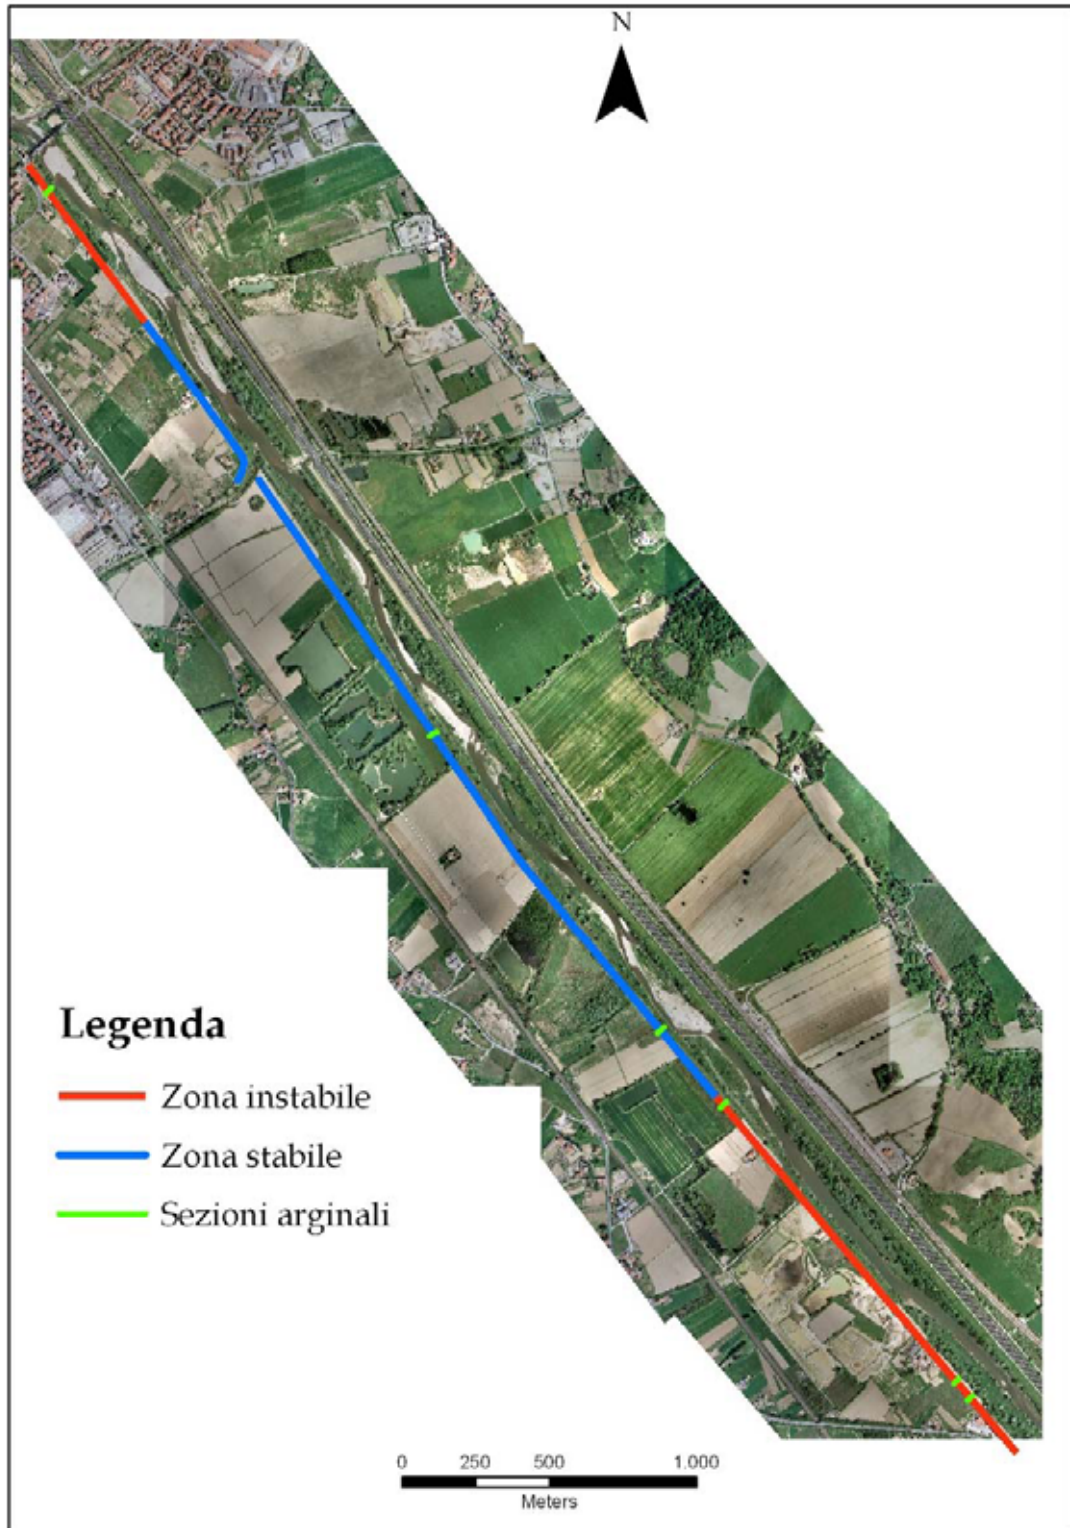 N
Legenda
Zona instabile
Zona stabile
Sezioni arginali
0 250 500 1.000
Meters